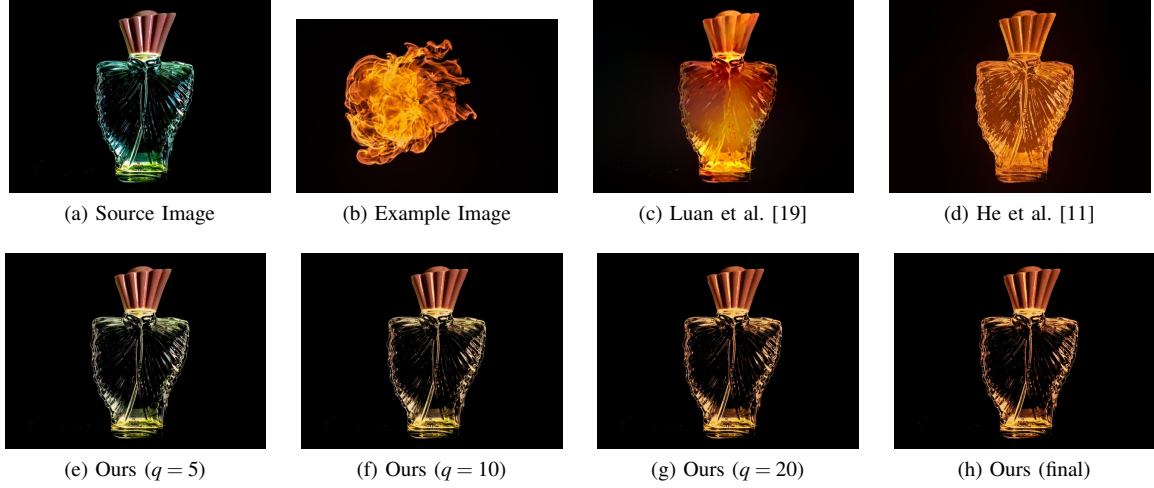 (a) Source Image
(b) Example Image
(c) Luan et al. [19]
(d) He et al. [11]
(e) Ours (q = 5)
(f) Ours (q = 10)
(g) Ours (q = 20)
(h) Ours (final)